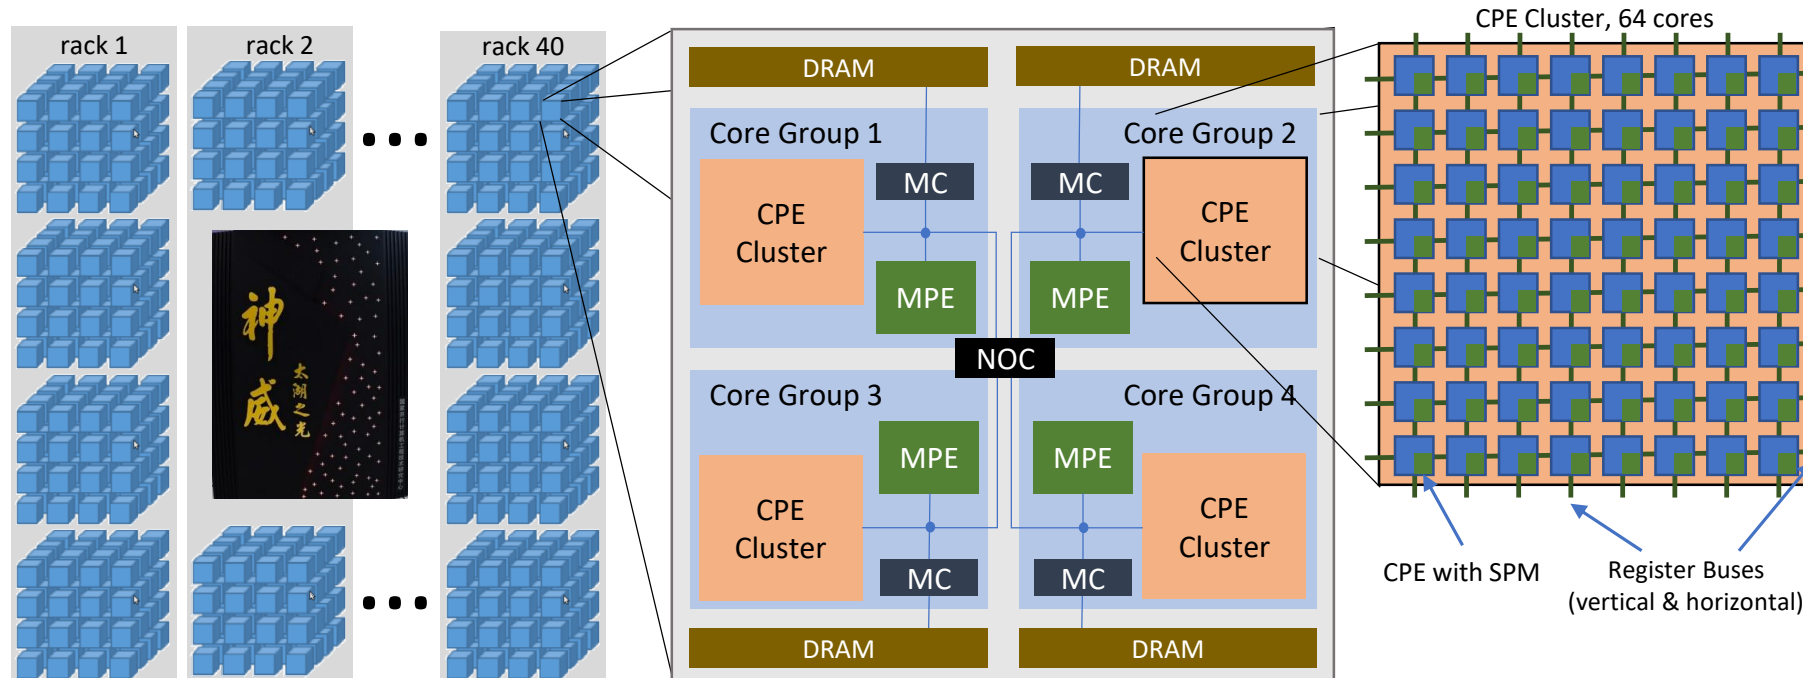 rack 1
rack 2
rack 40
神
威
太湖之光
DRAM
DRAM
Core Group 1
Core Group 2
MC
MC
CPE
Cluster
CPE
Cluster
MPE
MPE
NOC
Core Group 3
Core Group 4
MPE
MPE
CPE
Cluster
CPE
Cluster
MC
MC
DRAM
DRAM
CPE Cluster, 64 cores
CPE with SPM
Register Buses
(vertical & horizontal)